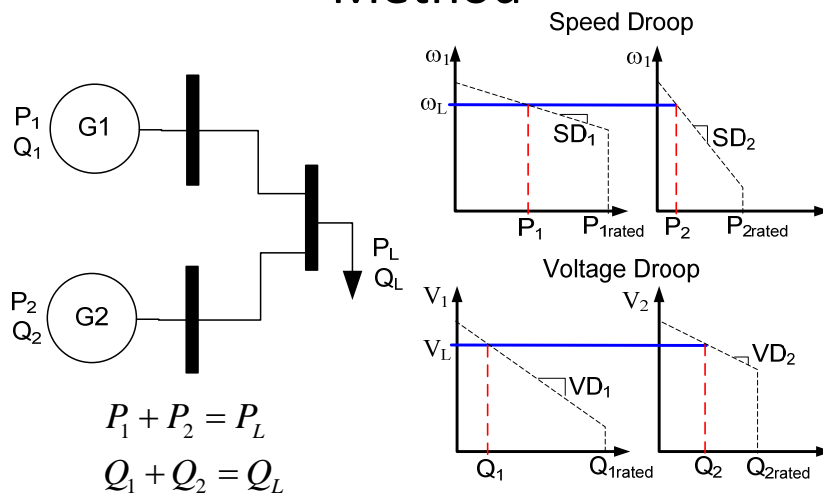 Method
Speed Droop
ω1
ω1
ωL
SD1
SD2
P1
P1rated
P2
P2rated
P1
Q1
G1
PL
QL
P2
Q2
G2
Voltage Droop
V1
V2
VL
VD1
VD2
Q1
Q1rated
Q2
Q2rated
P1 + P2 = PL
Q1 + Q2 = QL